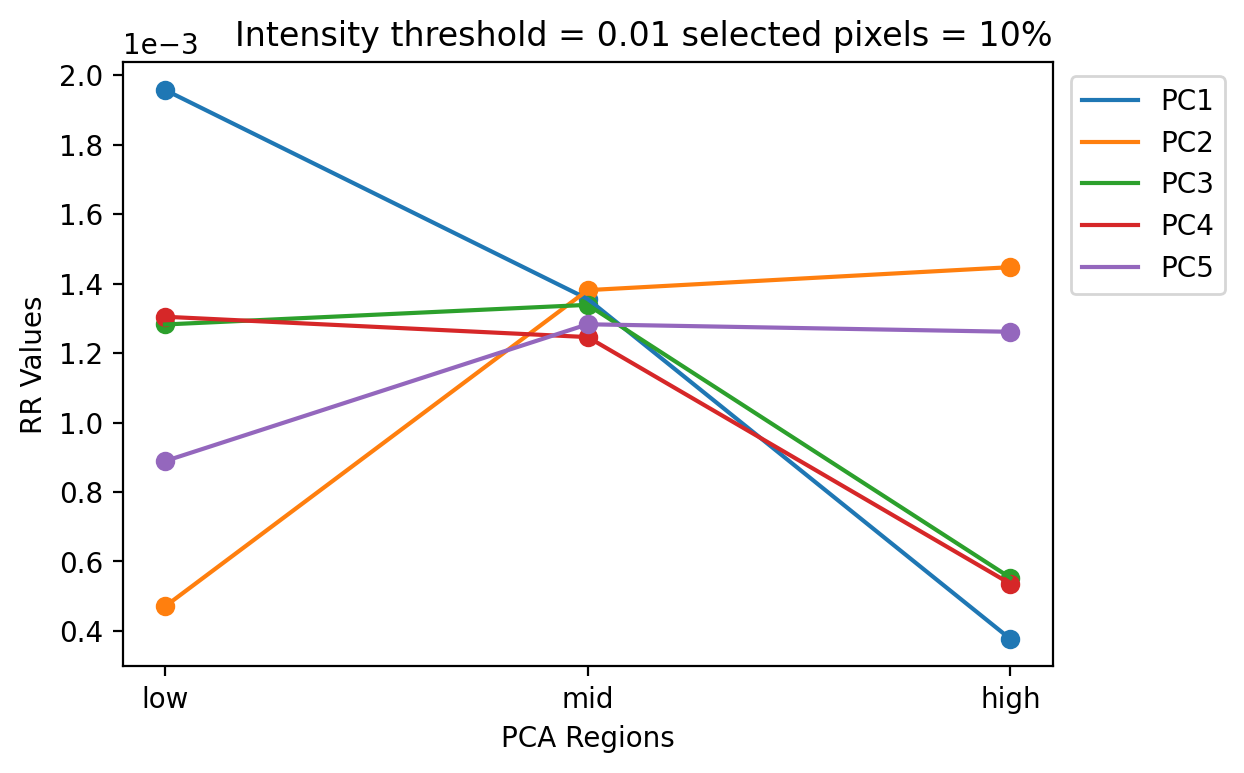 Intensity threshold = 0.01 selected pixels = 10%
1e−3
2.0
1.8
1.6
1.4
1.2
1.0
0.8
0.6
0.4
RR Values
low
mid
high
PCA Regions
PC1
PC2
PC3
PC4
PC5